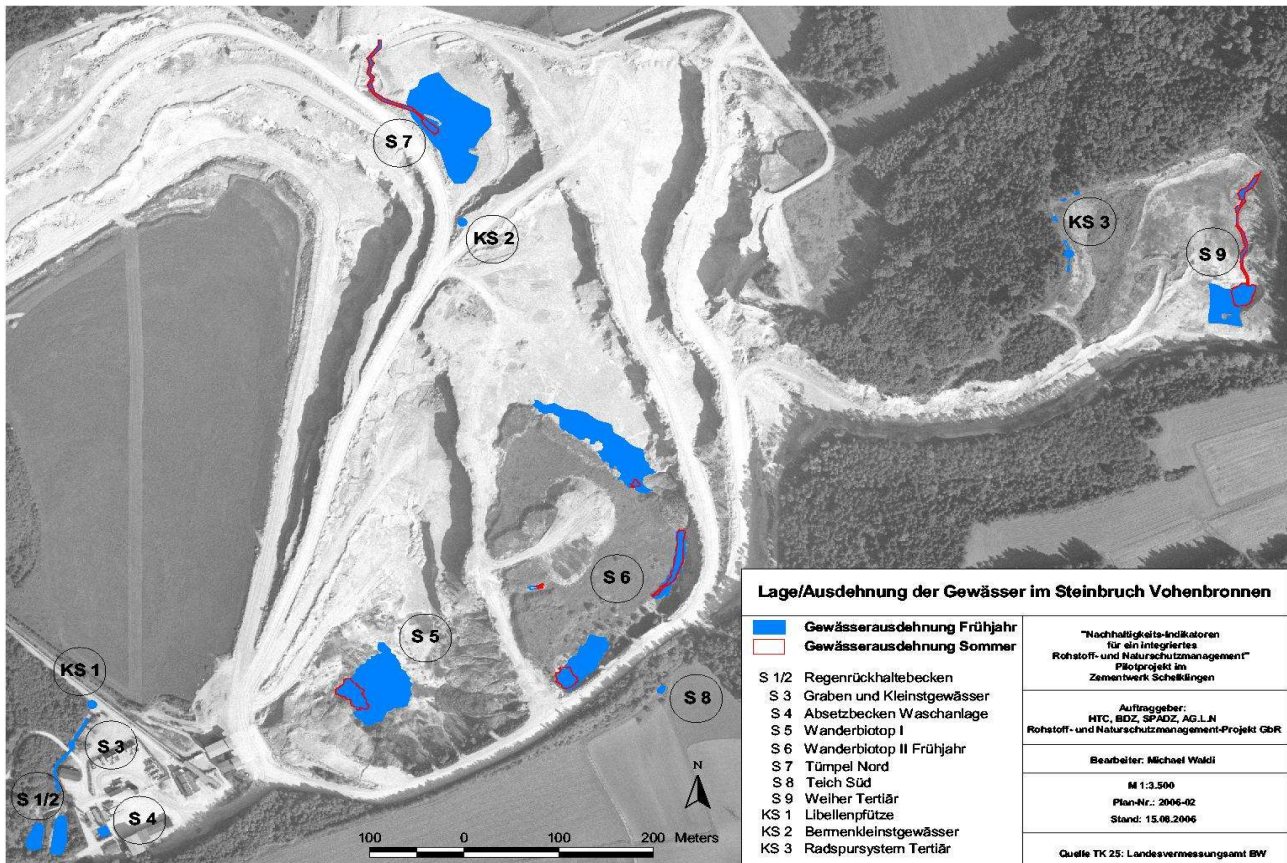 S 7
KS 2
KS 3
S 9
S 6
S 5
KS 1
S 3
S 8
S 1/2
S 4
N
100 0 100 200 Meters
Lage/Ausdehnung der Gewässer im Steinbruch Vohenbronnen
Gewässerausdehnung Frühjahr
Gewässerausdehnung Sommer
S 1/2 Regenrückhaltebecken
S 3 Graben und Kleinstgewässer
S 4 Absetzbecken Waschanlage
S 5 Wanderbiotop I
S 6 Wanderbiotop II Frühjahr
S 7 Tümpel Nord
S 8 Teich Süd
S 9 Weiher Tertiär
KS 1 Libellenpfütze
KS 2 Bermenkleinstgewässer
KS 3 Radspursystem Tertiär
"Nachhaltigkeits-Indikatoren
für ein integriertes
Rohstoff- und Naturschutzmanagement"
Pilotprojekt im
Zementwerk Schelklingen
Auftraggeber:
HTC, BDZ, SPADZ, AG.L.N
Rohstoff- und Naturschutzmanagement-Projekt GbR
Bearbeiter: Michael Waldi
M 1:3.500
Plan-Nr.: 2006-02
Stand: 15.08.2006
Quelle TK 25: Landesvermessungsamt BW